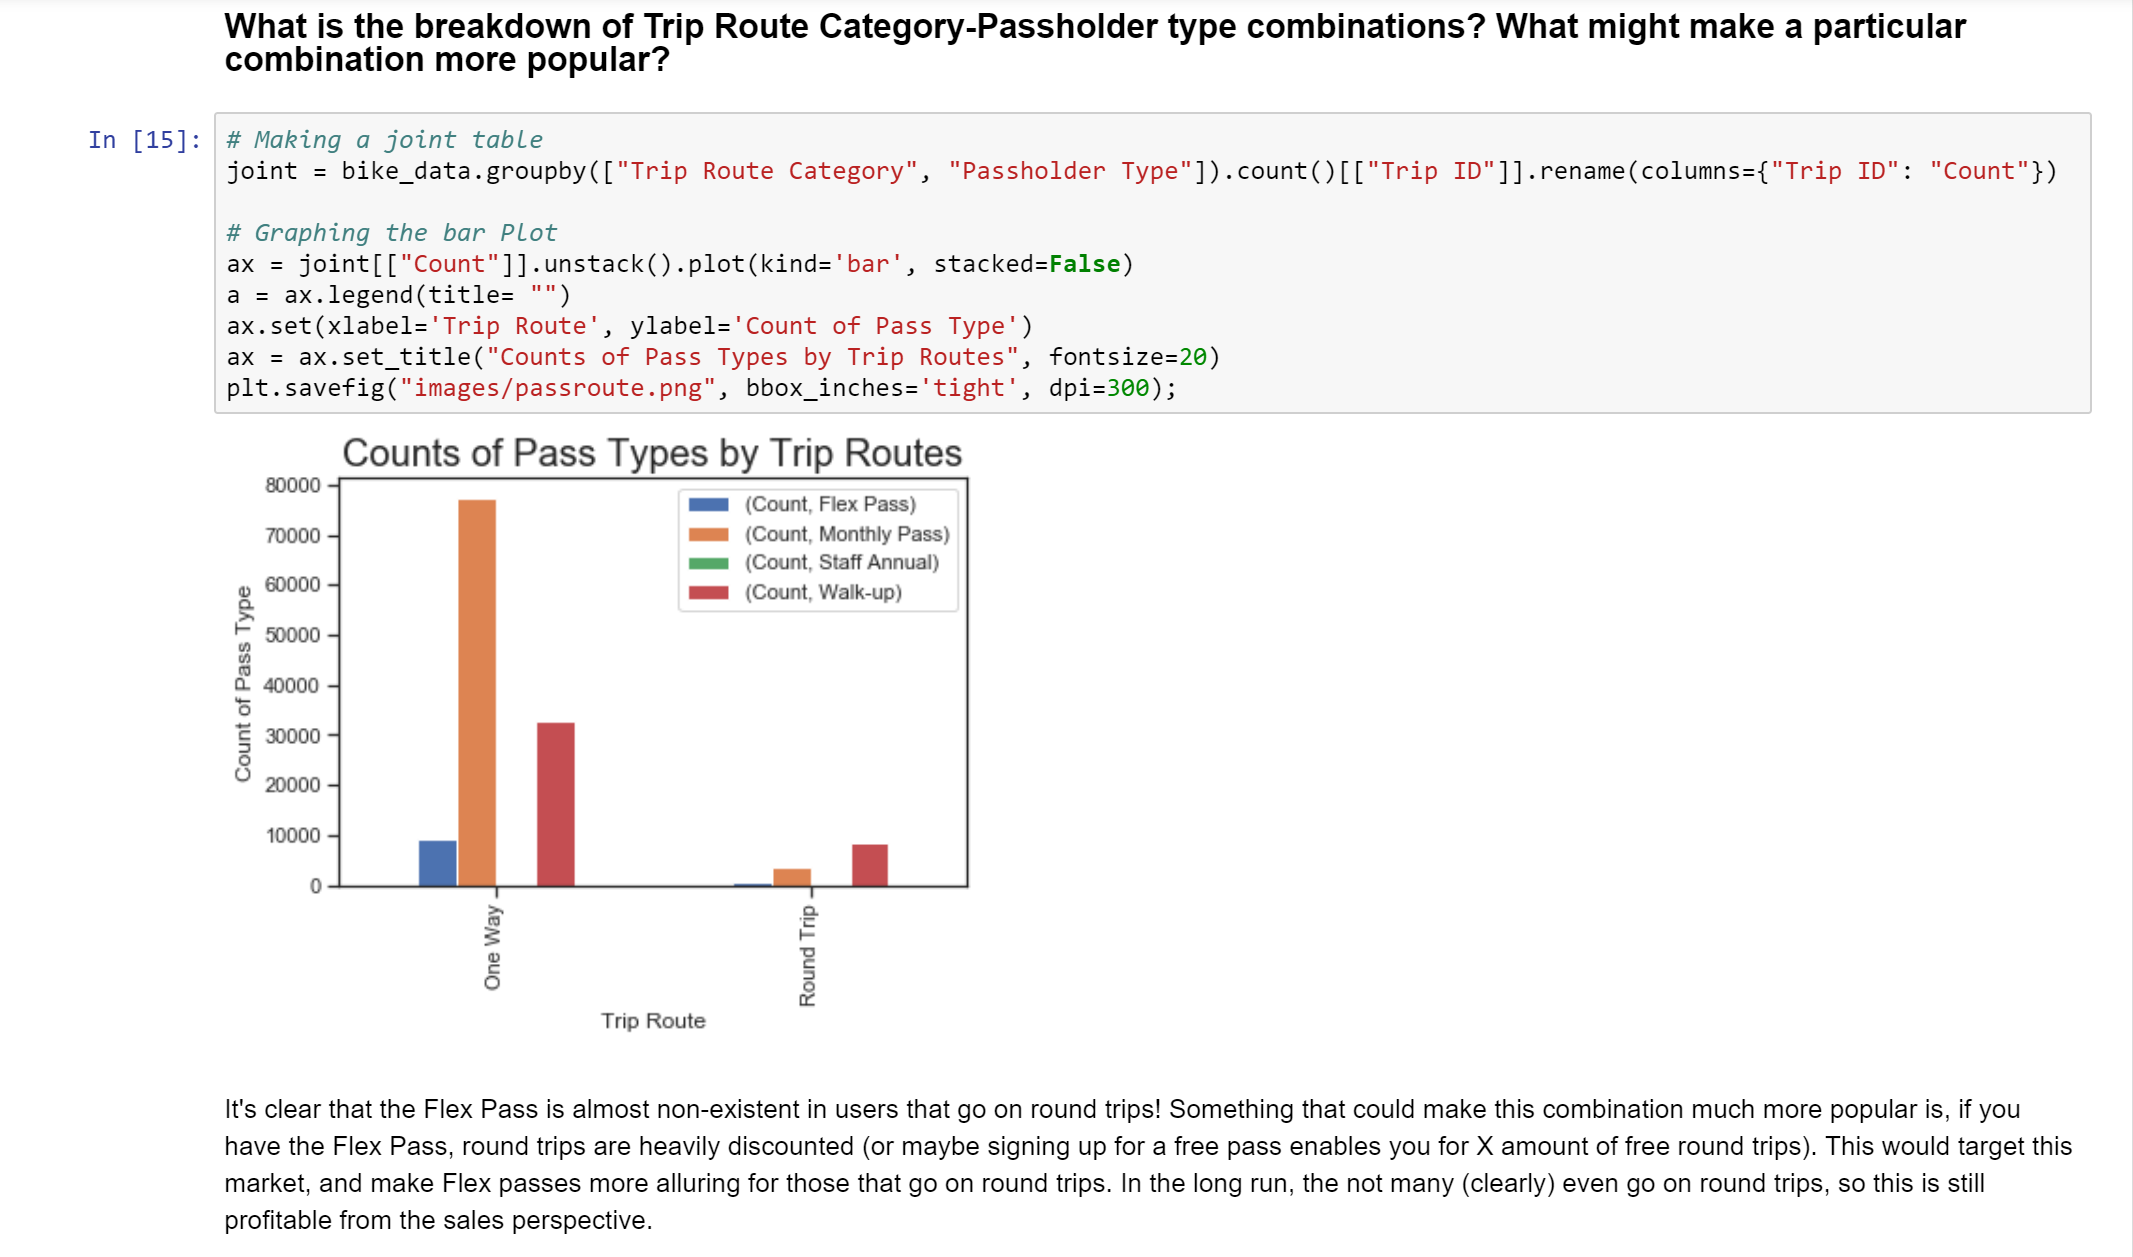 What is the breakdown of Trip Route Category-Passholder type combinations? What might make a particular
combination more popular?
In [15]:
# Making a joint table
joint = bike_data.groupby(["Trip Route Category", "Passholder Type"]).count()[["Trip ID"]].rename(columns={"Trip ID": "Count"})
# Graphing the bar Plot
ax = joint[["Count"]].unstack().plot(kind='bar', stacked=False)
a = ax.legend(title= "")
ax.set(xlabel='Trip Route', ylabel='Count of Pass Type')
ax = ax.set_title("Counts of Pass Types by Trip Routes", fontsize=20)
plt.savefig("images/passroute.png", bbox_inches='tight', dpi=300);
Counts of Pass Types by Trip Routes
80000
70000
60000
50000
40000
30000
20000
10000
0
Count of Pass Type
(Count, Flex Pass)
(Count, Monthly Pass)
(Count, Staff Annual)
(Count, Walk-up)
One Way
Round Trip
Trip Route
It's clear that the Flex Pass is almost non-existent in users that go on round trips! Something that could make this combination much more popular is, if you
have the Flex Pass, round trips are heavily discounted (or maybe signing up for a free pass enables you for X amount of free round trips). This would target this
market, and make Flex passes more alluring for those that go on round trips. In the long run, the not many (clearly) even go on round trips, so this is still
profitable from the sales perspective.